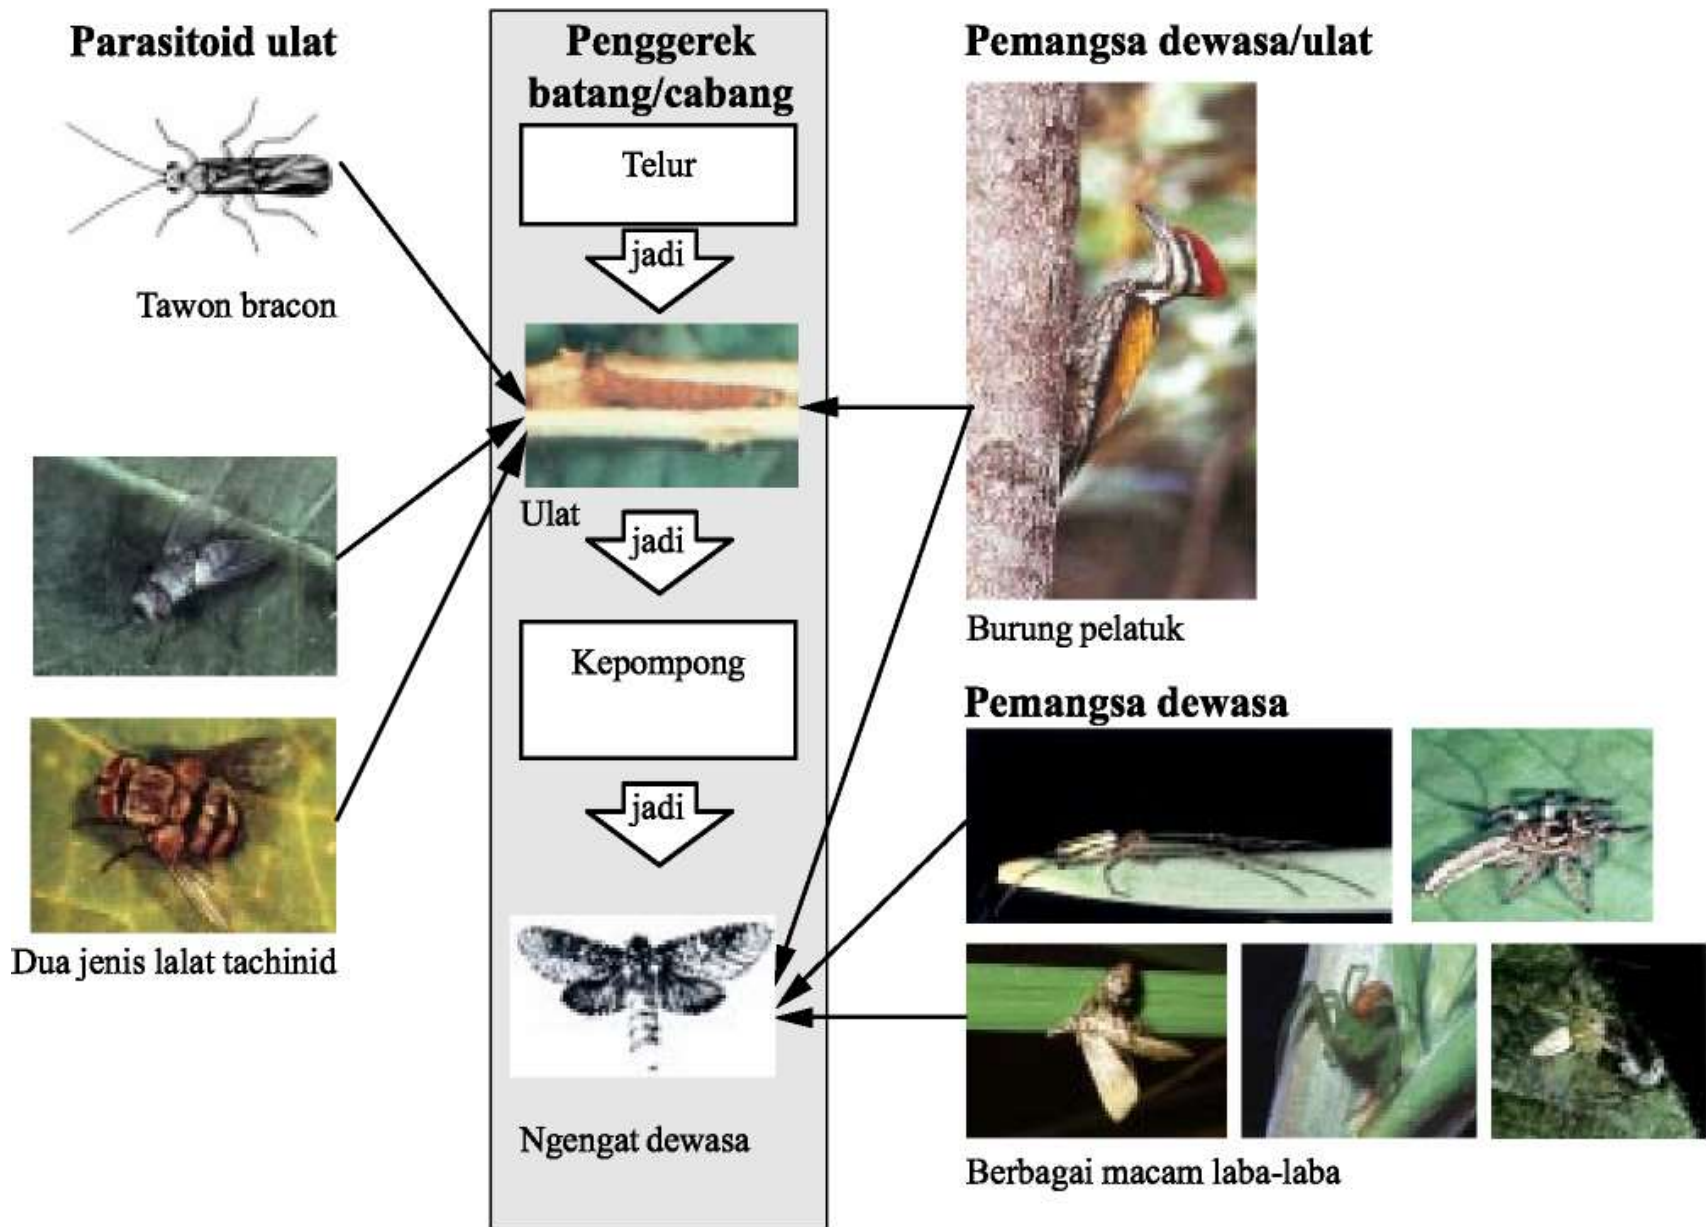 Parasitoid ulat
Tawon bracon
Dua jenis lalat tachinid
Penggerek
batang/cabang
Telur
jadi
Ulat
jadi
Kepompong
jadi
Ngengat dewasa
Pemangsa dewasa/ulat
Burung pelatuk
Pemangsa dewasa
Berbagai macam laba-laba